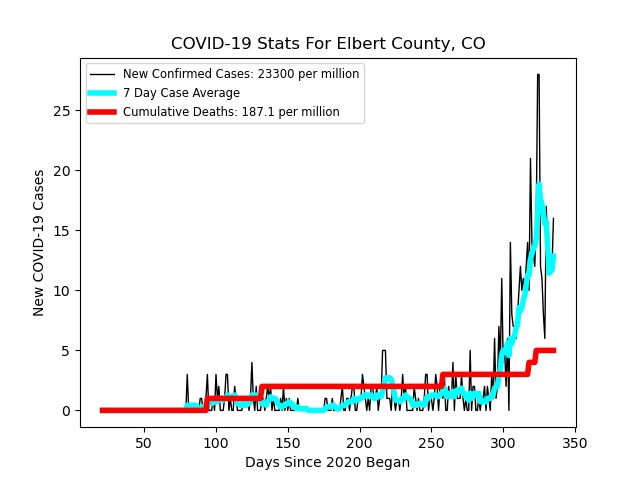 COVID-19 Stats For Elbert County, CO
New Confirmed Cases: 23300 per million
7 Day Case Average
Cumulative Deaths: 187.1 per million
New COVID-19 Cases
25
20
15
10
5
0
50
100
150
200
250
300
350
Days Since 2020 Began